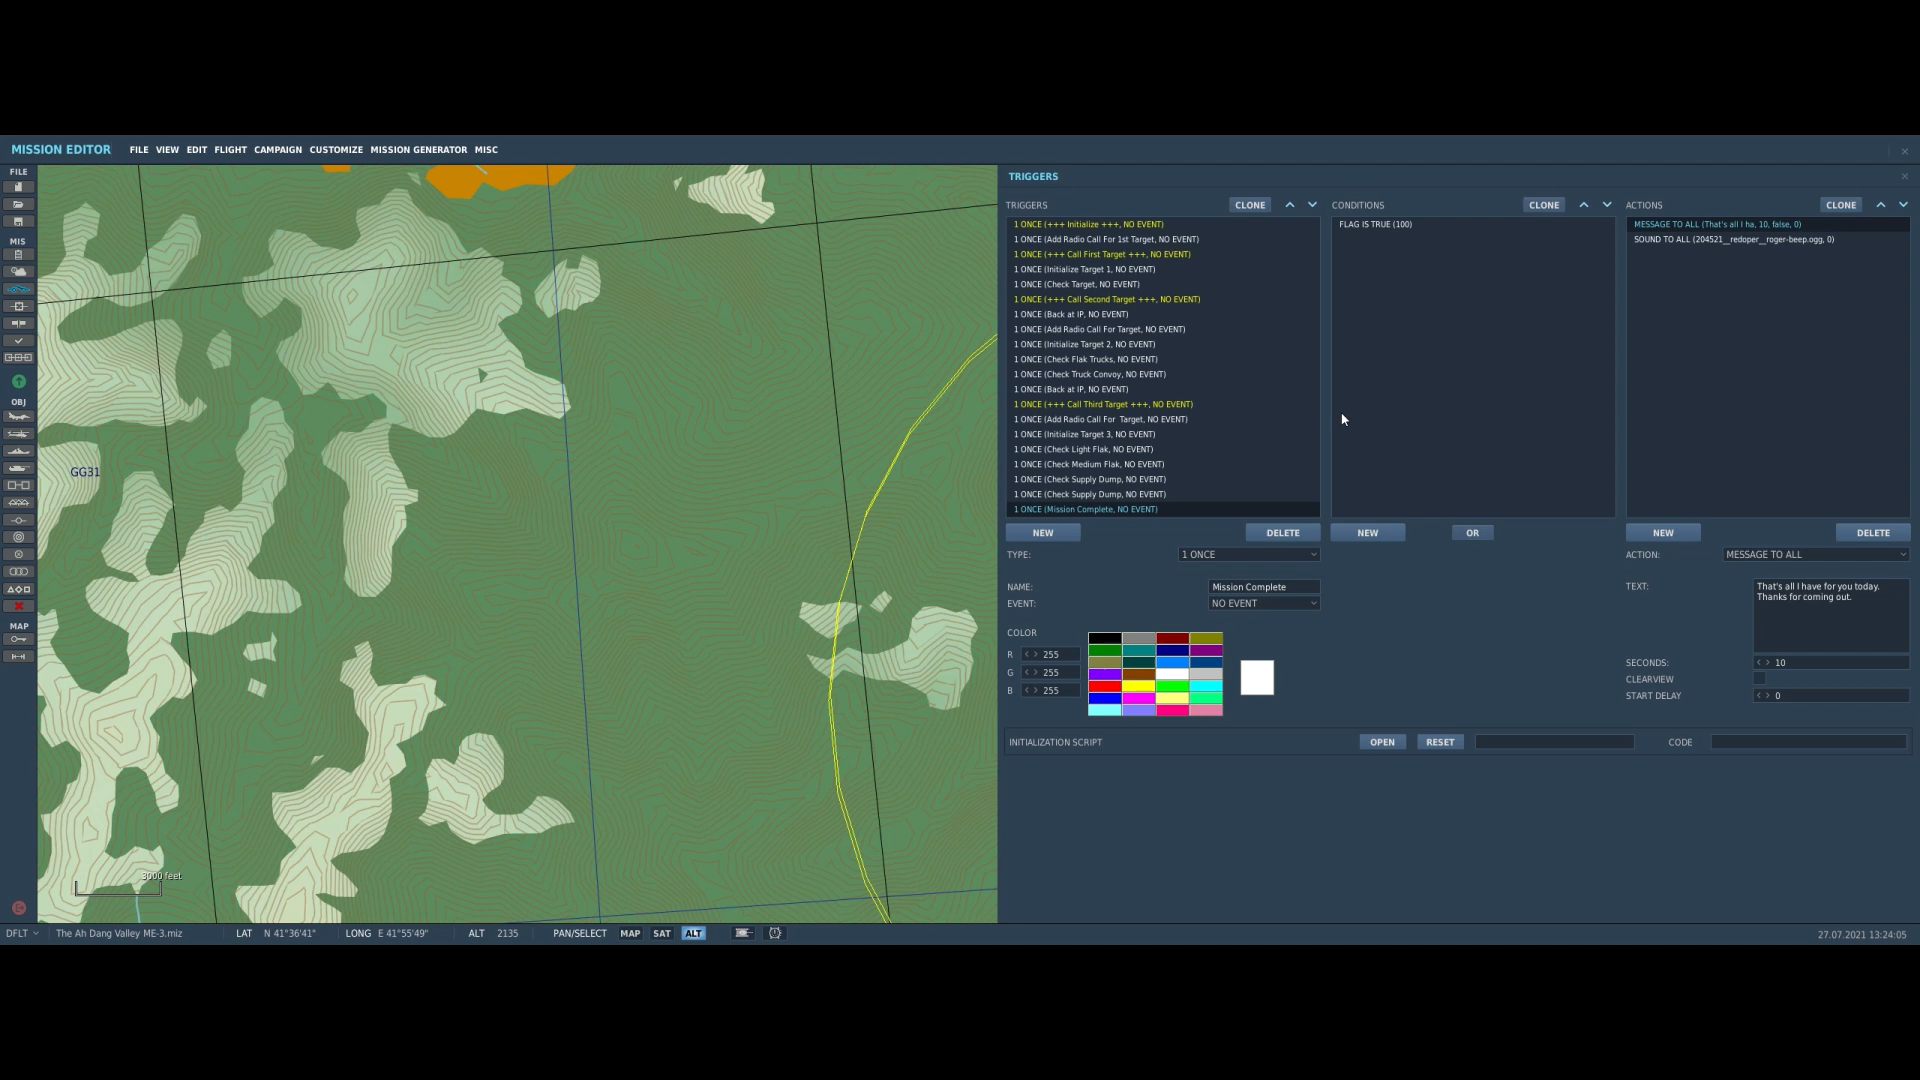 MISSION EDITOR FILE VIEW EDIT FLIGHT CAMPAIGN CUSTOMIZE MISSION GENERATOR MISC
FILE
MIS
OBJ
MAP
GG31
3000 feet
TRIGGERS
TRIGGERS CLONE
1 ONCE (+++ Initialize +++, NO EVENT)
1 ONCE (Add Radio Call For 1st Target, NO EVENT)
1 ONCE (+++ Call First Target +++, NO EVENT)
1 ONCE (Initialize Target 1, NO EVENT)
1 ONCE (Check Target, NO EVENT)
1 ONCE (+++ Call Second Target +++, NO EVENT)
1 ONCE (Back at IP, NO EVENT)
1 ONCE (Add Radio Call For Target, NO EVENT)
1 ONCE (Initialize Target 2, NO EVENT)
1 ONCE (Check Flak Trucks, NO EVENT)
1 ONCE (Check Truck Convoy, NO EVENT)
1 ONCE (Back at IP, NO EVENT)
1 ONCE (+++ Call Third Target +++, NO EVENT)
1 ONCE (Add Radio Call For  Target, NO EVENT)
1 ONCE (Initialize Target 3, NO EVENT)
1 ONCE (Check Light Flak, NO EVENT)
1 ONCE (Check Medium Flak, NO EVENT)
1 ONCE (Check Supply Dump, NO EVENT)
1 ONCE (Check Supply Dump, NO EVENT)
1 ONCE (Mission Complete, NO EVENT)
NEW DELETE
TYPE: 1 ONCE
NAME: Mission Complete
EVENT: NO EVENT
COLOR
R 255
G 255
B 255
CONDITIONS CLONE
FLAG IS TRUE (100)
NEW OR
ACTIONS CLONE
MESSAGE TO ALL (That's all I ha, 10, false, 0)
SOUND TO ALL (204521__redoper__roger-beep.ogg, 0)
NEW DELETE
ACTION: MESSAGE TO ALL
TEXT: That's all I have for you today.
Thanks for coming out.
SECONDS: 10
CLEARVIEW
START DELAY 0
INITIALIZATION SCRIPT OPEN RESET CODE
DFLT The Ah Dang Valley ME-3.miz LAT N 41°36'41" LONG E 41°55'49" ALT 2135 PAN/SELECT MAP SAT ALT 27.07.2021 13:24:05